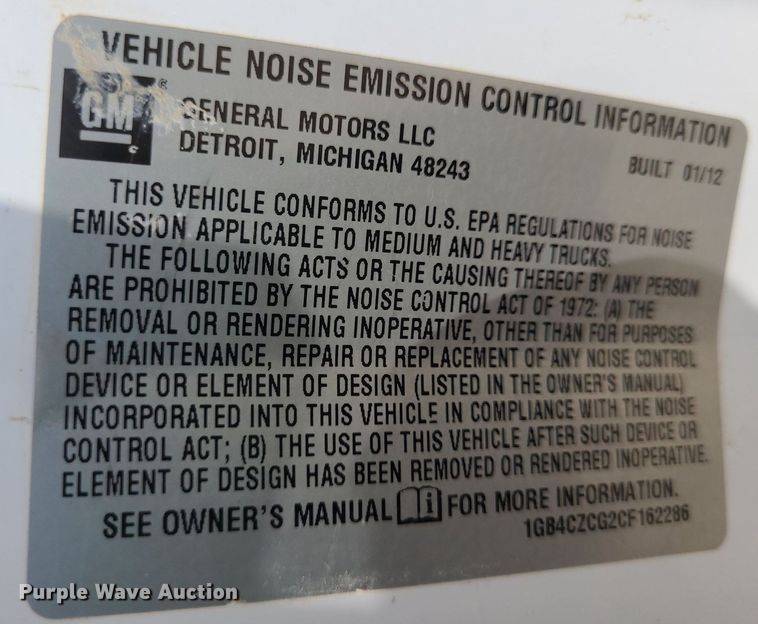 VEHICLE NOISE EMISSION CONTROL INFORMATION
GM
GENERAL MOTORS LLC
DETROIT, MICHIGAN 48243
BUILT 01/12
THIS VEHICLE CONFORMS TO U.S. EPA REGULATIONS FOR NOISE
EMISSION APPLICABLE TO MEDIUM AND HEAVY TRUCKS.
THE FOLLOWING ACTS OR THE CAUSING THEREOF BY ANY PERSON
ARE PROHIBITED BY THE NOISE CONTROL ACT OF 1972: (A) THE
REMOVAL OR RENDERING INOPERATIVE, OTHER THAN FOR PURPOSES
OF MAINTENANCE, REPAIR OR REPLACEMENT OF ANY NOISE CONTROL
DEVICE OR ELEMENT OF DESIGN (LISTED IN THE OWNER'S MANUAL)
INCORPORATED INTO THIS VEHICLE IN COMPLIANCE WITH THE NOISE
CONTROL ACT; (B) THE USE OF THIS VEHICLE AFTER SUCH DEVICE OR
ELEMENT OF DESIGN HAS BEEN REMOVED OR RENDERED INOPERATIVE.
SEE OWNER'S MANUAL i FOR MORE INFORMATION.
1GB4CZCG2CF162286
Purple Wave Auction